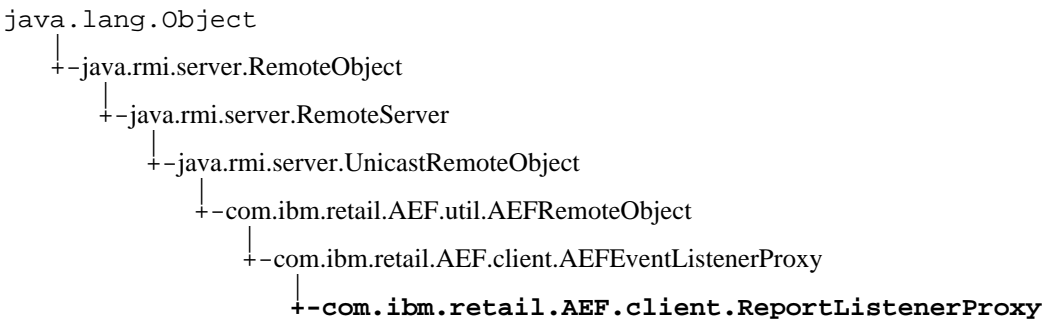 java.lang.Object
|
+-java.rmi.server.RemoteObject
|
+-java.rmi.server.RemoteServer
|
+-java.rmi.server.UnicastRemoteObject
|
+-com.ibm.retail.AEF.util.AEFRemoteObject
|
+-com.ibm.retail.AEF.client.AEFEventListenerProxy
|
+-com.ibm.retail.AEF.client.ReportListenerProxy